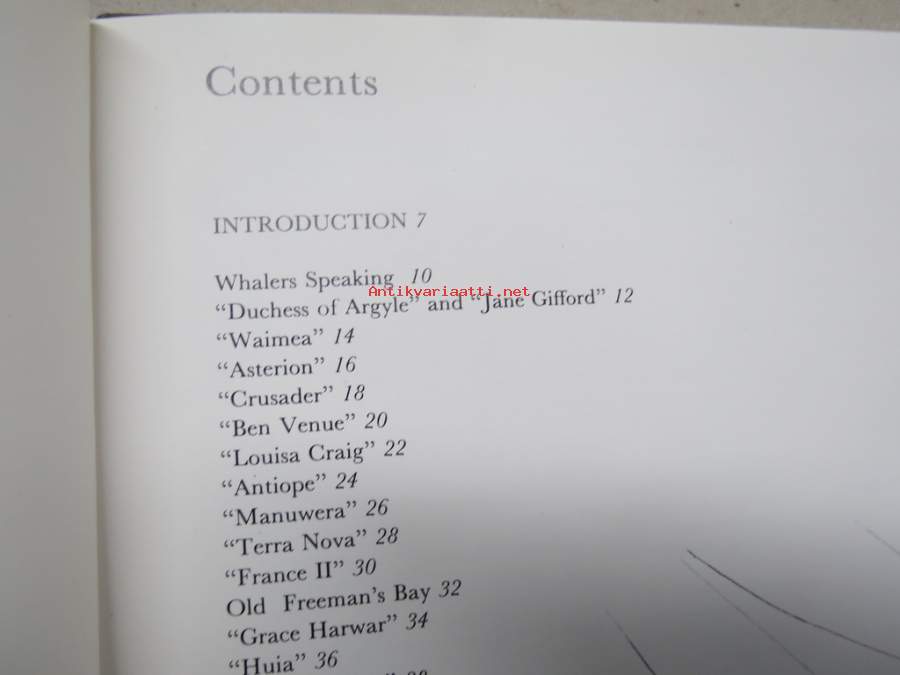 Contents
INTRODUCTION 7
Whalers Speaking 10
Antikvariaatti.net
“Duchess of Argyle” and “Jane Gifford” 12
“Waimea” 14
“Asterion” 16
“Crusader” 18
“Ben Venue” 20
“Louisa Craig” 22
“Antiope” 24
“Manuwera” 26
“Terra Nova” 28
“France II” 30
Old Freeman’s Bay 32
“Grace Harwar” 34
“Huia” 36